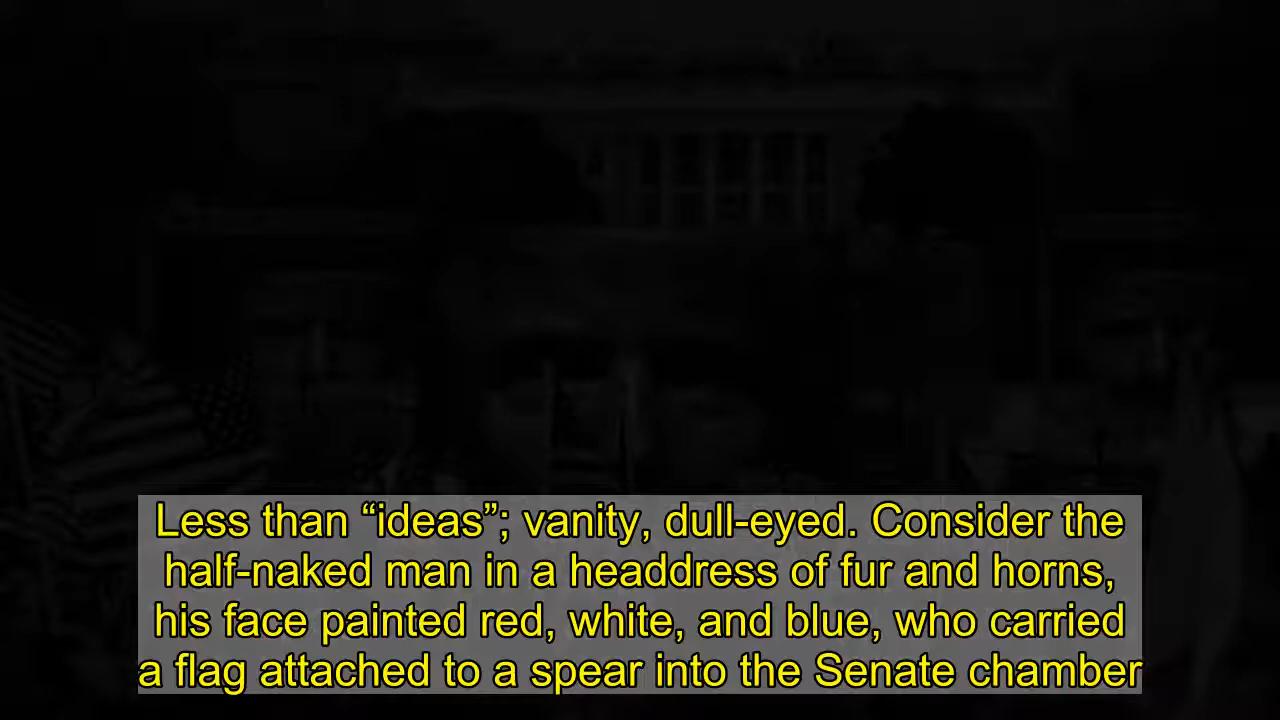 Less than “ideas”; vanity, dull-eyed. Consider the
half-naked man in a headdress of fur and horns,
his face painted red, white, and blue, who carried
a flag attached to a spear into the Senate chamber